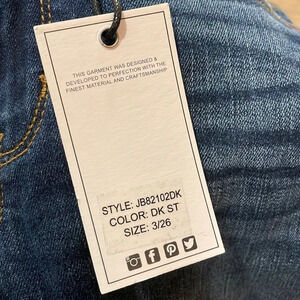 THIS GARMENT WAS DESIGNED &
DEVELOPED TO PERFECTION WITH THE
FINEST MATERIAL AND CRAFTSMANSHIP
STYLE: JB82102DK
COLOR: DK ST
SIZE: 3/26